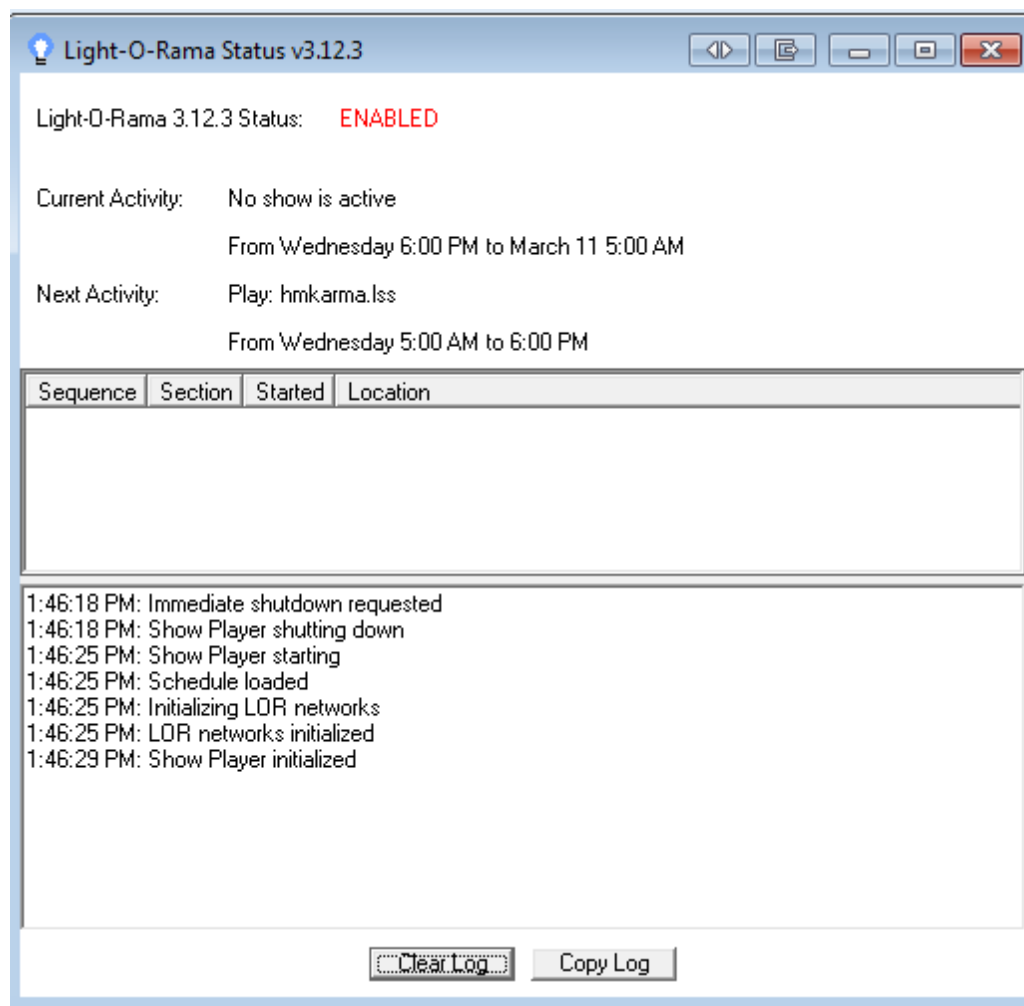 Light-O-Rama Status v3.12.3
Light-O-Rama 3.12.3 Status: ENABLED
Current Activity: No show is active
From Wednesday 6:00 PM to March 11 5:00 AM
Next Activity: Play: hmkarma.lss
From Wednesday 5:00 AM to 6:00 PM
Sequence Section Started Location
1:46:18 PM: Immediate shutdown requested
1:46:18 PM: Show Player shutting down
1:46:25 PM: Show Player starting
1:46:25 PM: Schedule loaded
1:46:25 PM: Initializing LOR networks
1:46:25 PM: LOR networks initialized
1:46:29 PM: Show Player initialized
Clear Log Copy Log